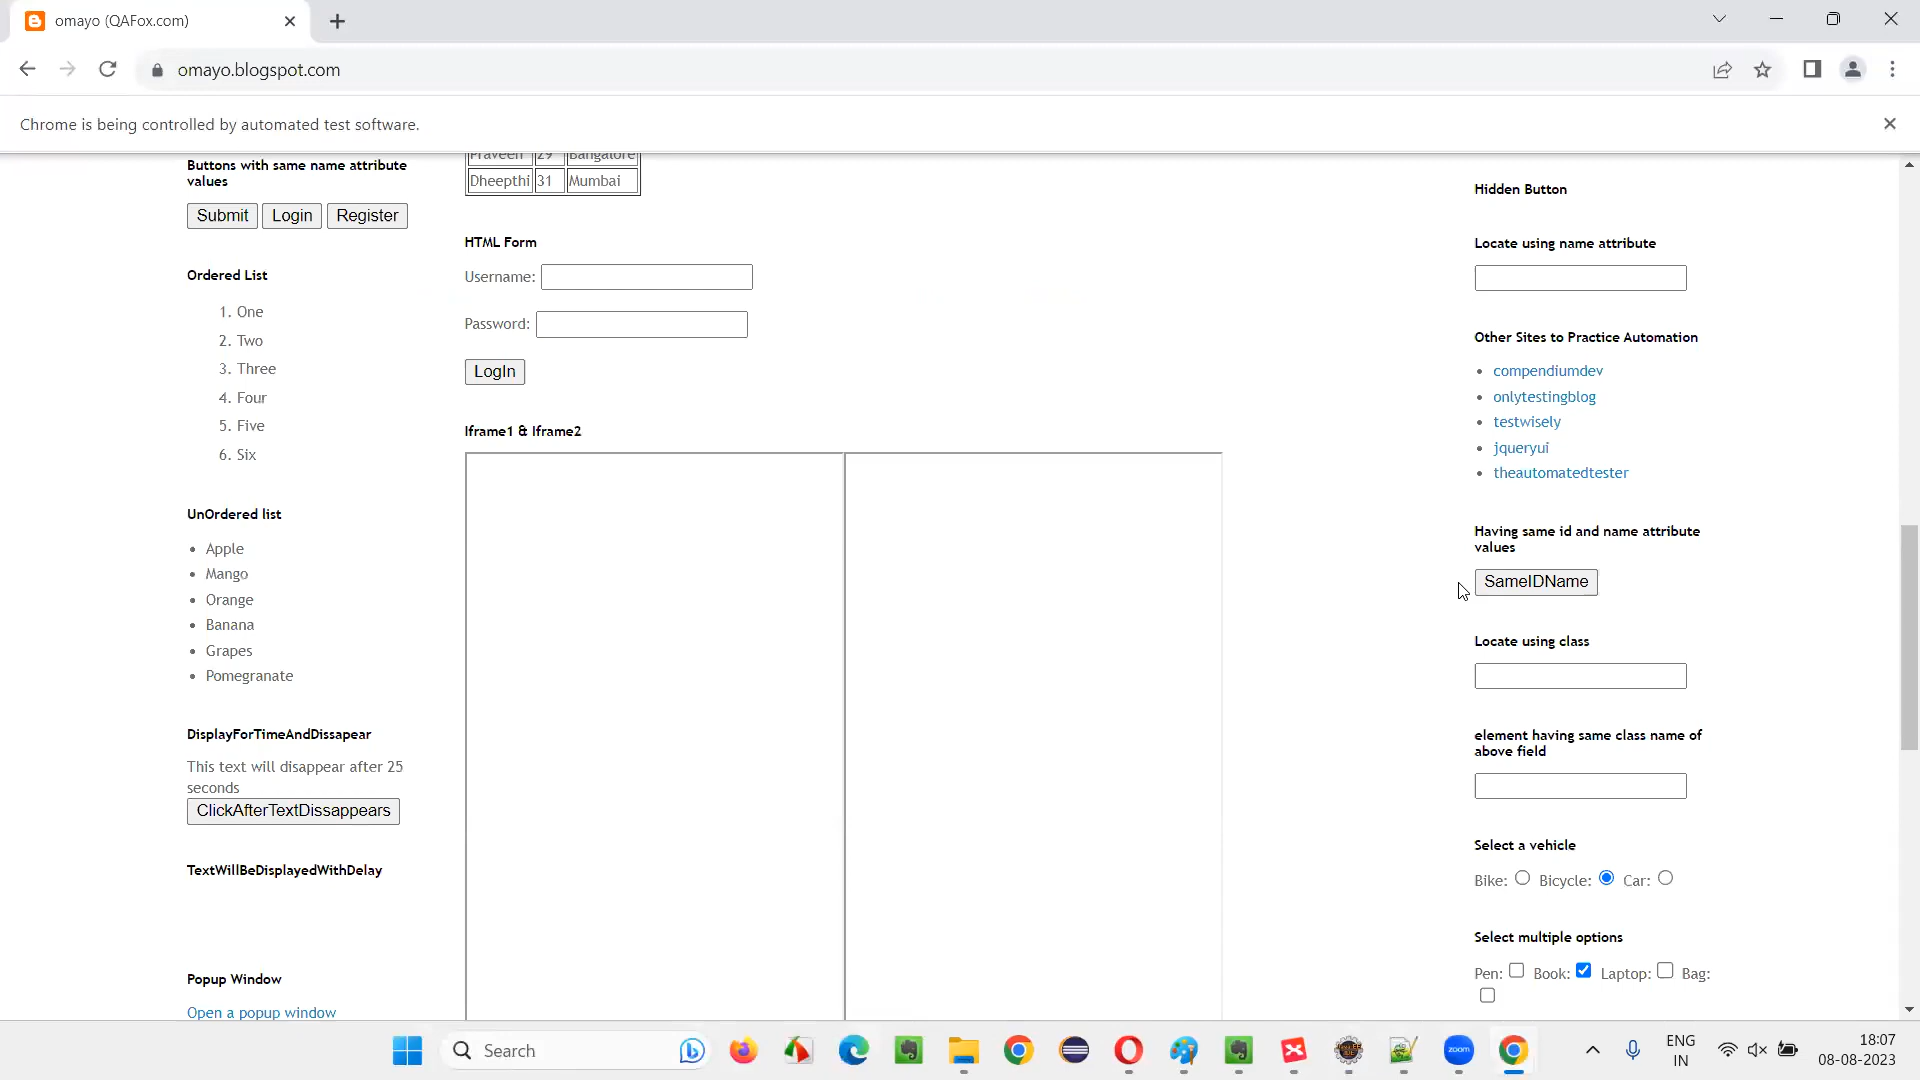 omayo (QAFox.com)
omayo.blogspot.com
Chrome is being controlled by automated test software.
Buttons with same name attribute
values
Submit Login Register
Ordered List
1. One
2. Two
3. Three
4. Four
5. Five
6. Six
UnOrdered list
Apple
Mango
Orange
Banana
Grapes
Pomegranate
DisplayForTimeAndDissapear
This text will disappear after 25
seconds
ClickAfterTextDissappears
TextWillBeDisplayedWithDelay
Popup Window
Open a popup window
Praveen 29 Bangalore
Dheepthi 31 Mumbai
HTML Form
Username:
Password:
LogIn
Iframe1 & Iframe2
Hidden Button
Locate using name attribute
Other Sites to Practice Automation
compendiumdev
onlytestingblog
testwisely
jqueryui
theautomatedtester
Having same id and name attribute
values
SameIDName
Locate using class
element having same class name of
above field
Select a vehicle
Bike: Bicycle: Car:
Select multiple options
Pen: Book: Laptop: Bag:
Search
zoom
ENG
IN
18:07
08-08-2023